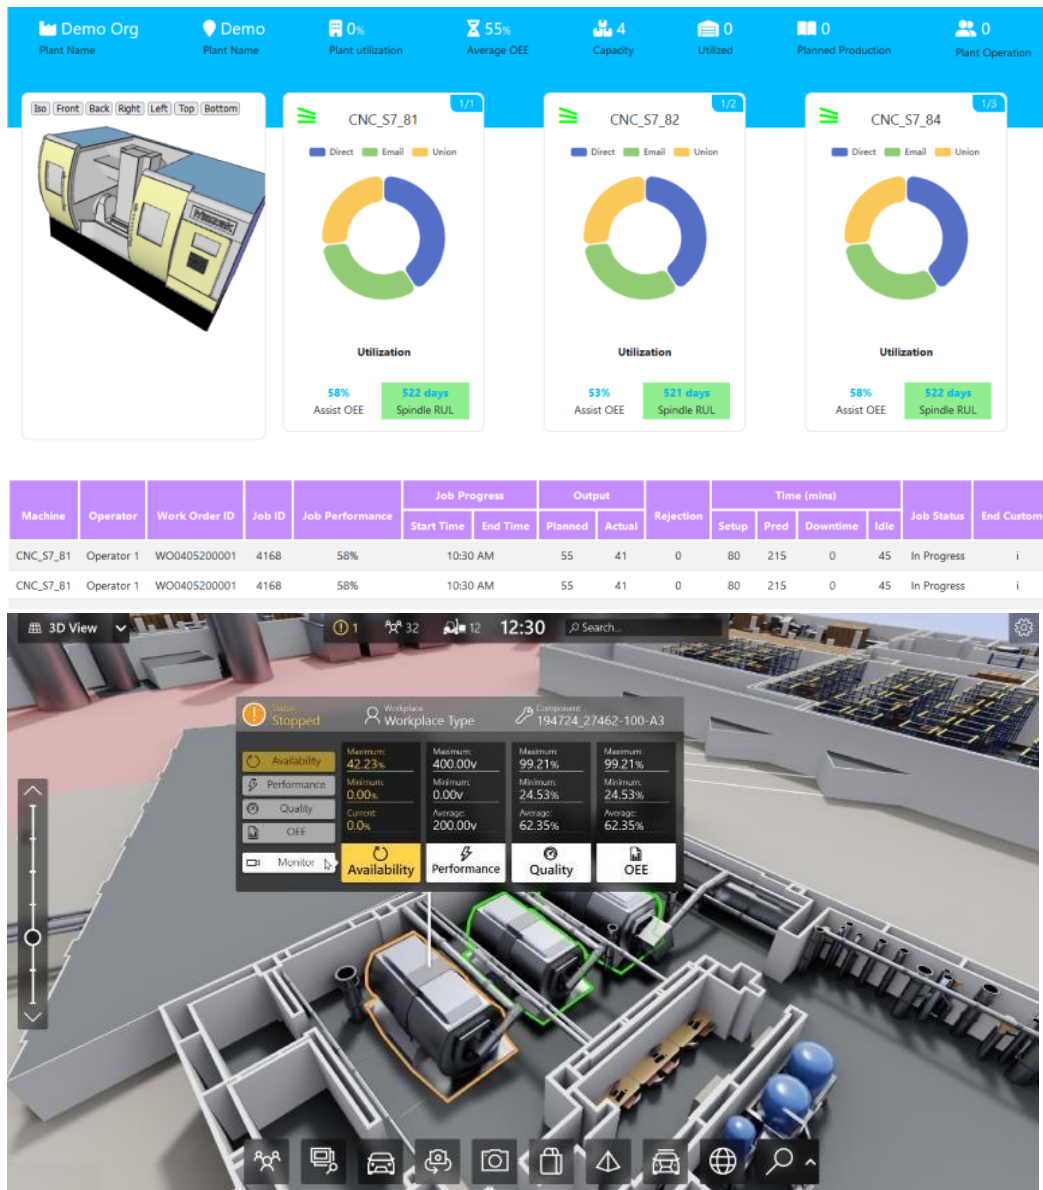 Demo Org
Plant Name
Demo
Plant Name
0%
Plant utilization
55%
Average OEE
4
Capacity
0
Utilized
0
Planned Production
0
Plant Operation
Iso Front Back Right Left Top Bottom
1/1
CNC_S7_81
Direct Email Union
Utilization
58%
Assist OEE
522 days
Spindle RUL
1/2
CNC_S7_82
Direct Email Union
Utilization
53%
Assist OEE
521 days
Spindle RUL
1/3
CNC_S7_84
Direct Email Union
Utilization
58%
Assist OEE
522 days
Spindle RUL
Job Progress Output Time (mins)
Machine Operator Work Order ID Job ID Job Performance Rejection Job Status End Custom
Start Time End Time Planned Actual Setup Pred Downtime Idle
CNC_S7_81 Operator 1 WO0405200001 4168 58% 10:30 AM 55 41 0 80 215 0 45 In Progress i
CNC_S7_81 Operator 1 WO0405200001 4168 58% 10:30 AM 55 41 0 80 215 0 45 In Progress i
3D View 1 32 12 12:30 Search...
Status
Stopped
Workplace
Workplace Type
Component
194724_27462-100-A3
Availability
Performance
Quality
OEE
Monitor
Maximum:
42.23%
Minimum:
0.00%
Current:
0.0%
Availability
Maximum:
400.00v
Minimum:
0.00v
Average:
200.00v
Performance
Maximum:
99.21%
Minimum:
24.53%
Average:
62.35%
Quality
Maximum:
99.21%
Minimum:
24.53%
Average:
62.35%
OEE